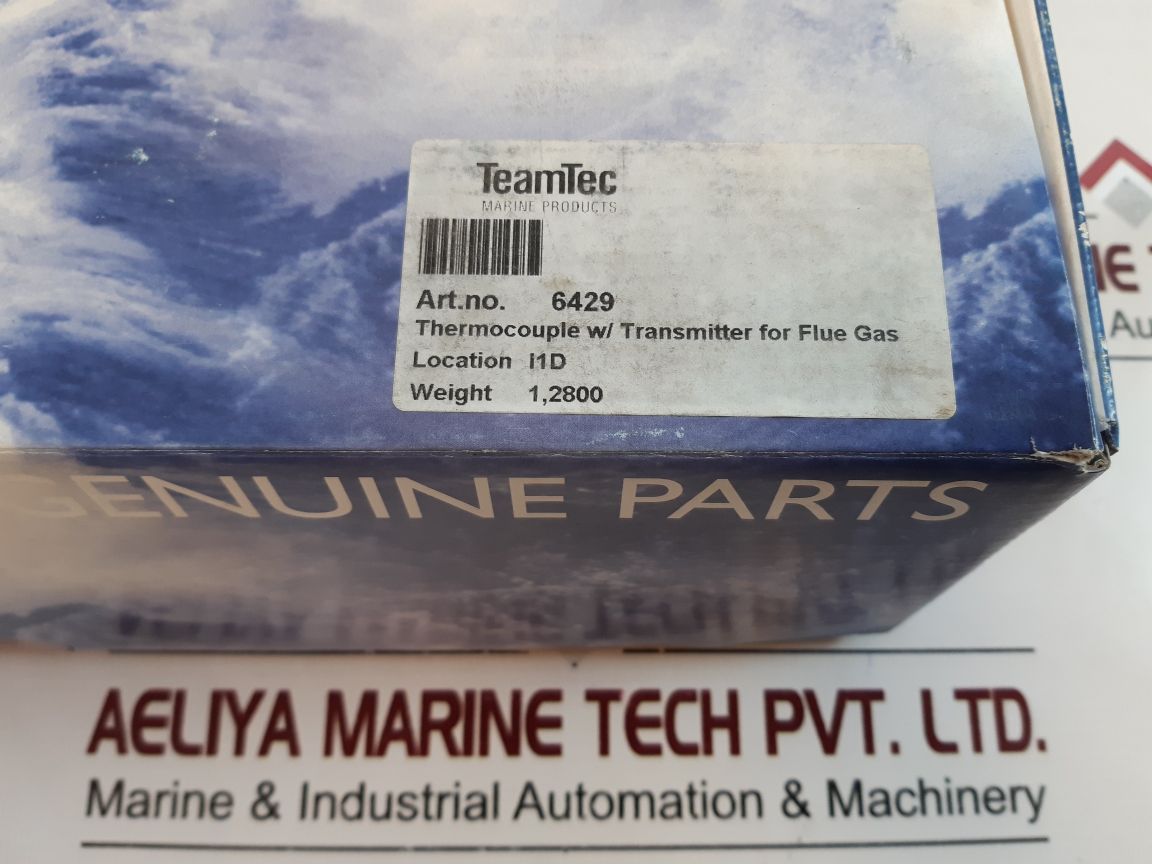 TeamTec
MARINE PRODUCTS
Art.no. 6429
Thermocouple w/ Transmitter for Flue Gas
Location I1D
Weight 1,2800
GENUINE PARTS
AELIYA MARINE TECH PVT. LTD.
Marine & Industrial Automation & Machinery